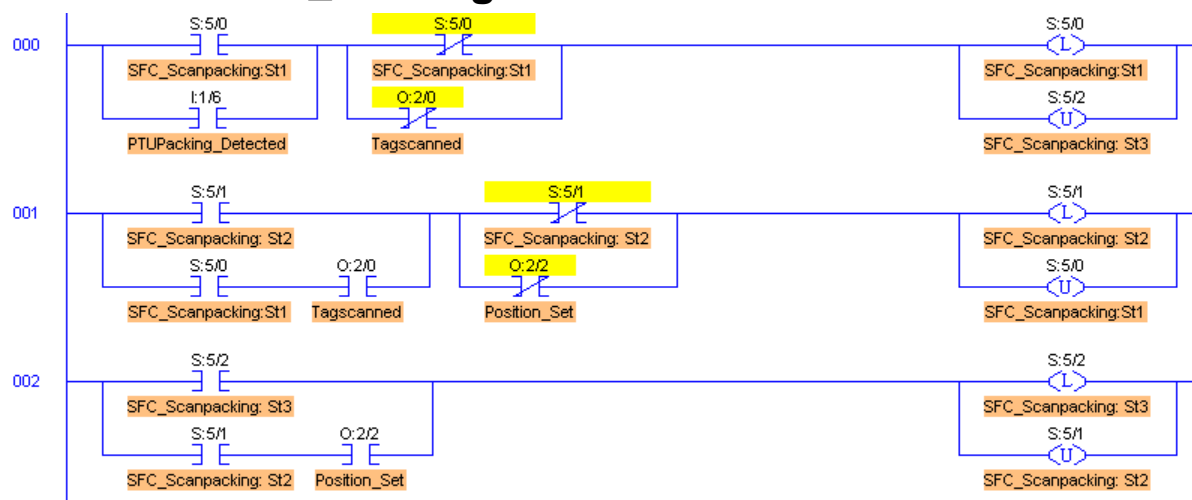 S:5/0 S:5/0 S:5/0
000 L
SFC_Scanpacking:St1 SFC_Scanpacking:St1 SFC_Scanpacking:St1
I:1/6 O:2/0 S:5/2
U
PTUPacking_Detected Tagscanned SFC_Scanpacking: St3
S:5/1 S:5/1 S:5/1
001 L
SFC_Scanpacking: St2 SFC_Scanpacking: St2 SFC_Scanpacking: St2
S:5/0 O:2/0 O:2/2 S:5/0
U
SFC_Scanpacking:St1 Tagscanned Position_Set SFC_Scanpacking:St1
S:5/2 S:5/2
002 L
SFC_Scanpacking: St3 SFC_Scanpacking: St3
S:5/1 O:2/2 S:5/1
U
SFC_Scanpacking: St2 Position_Set SFC_Scanpacking: St2